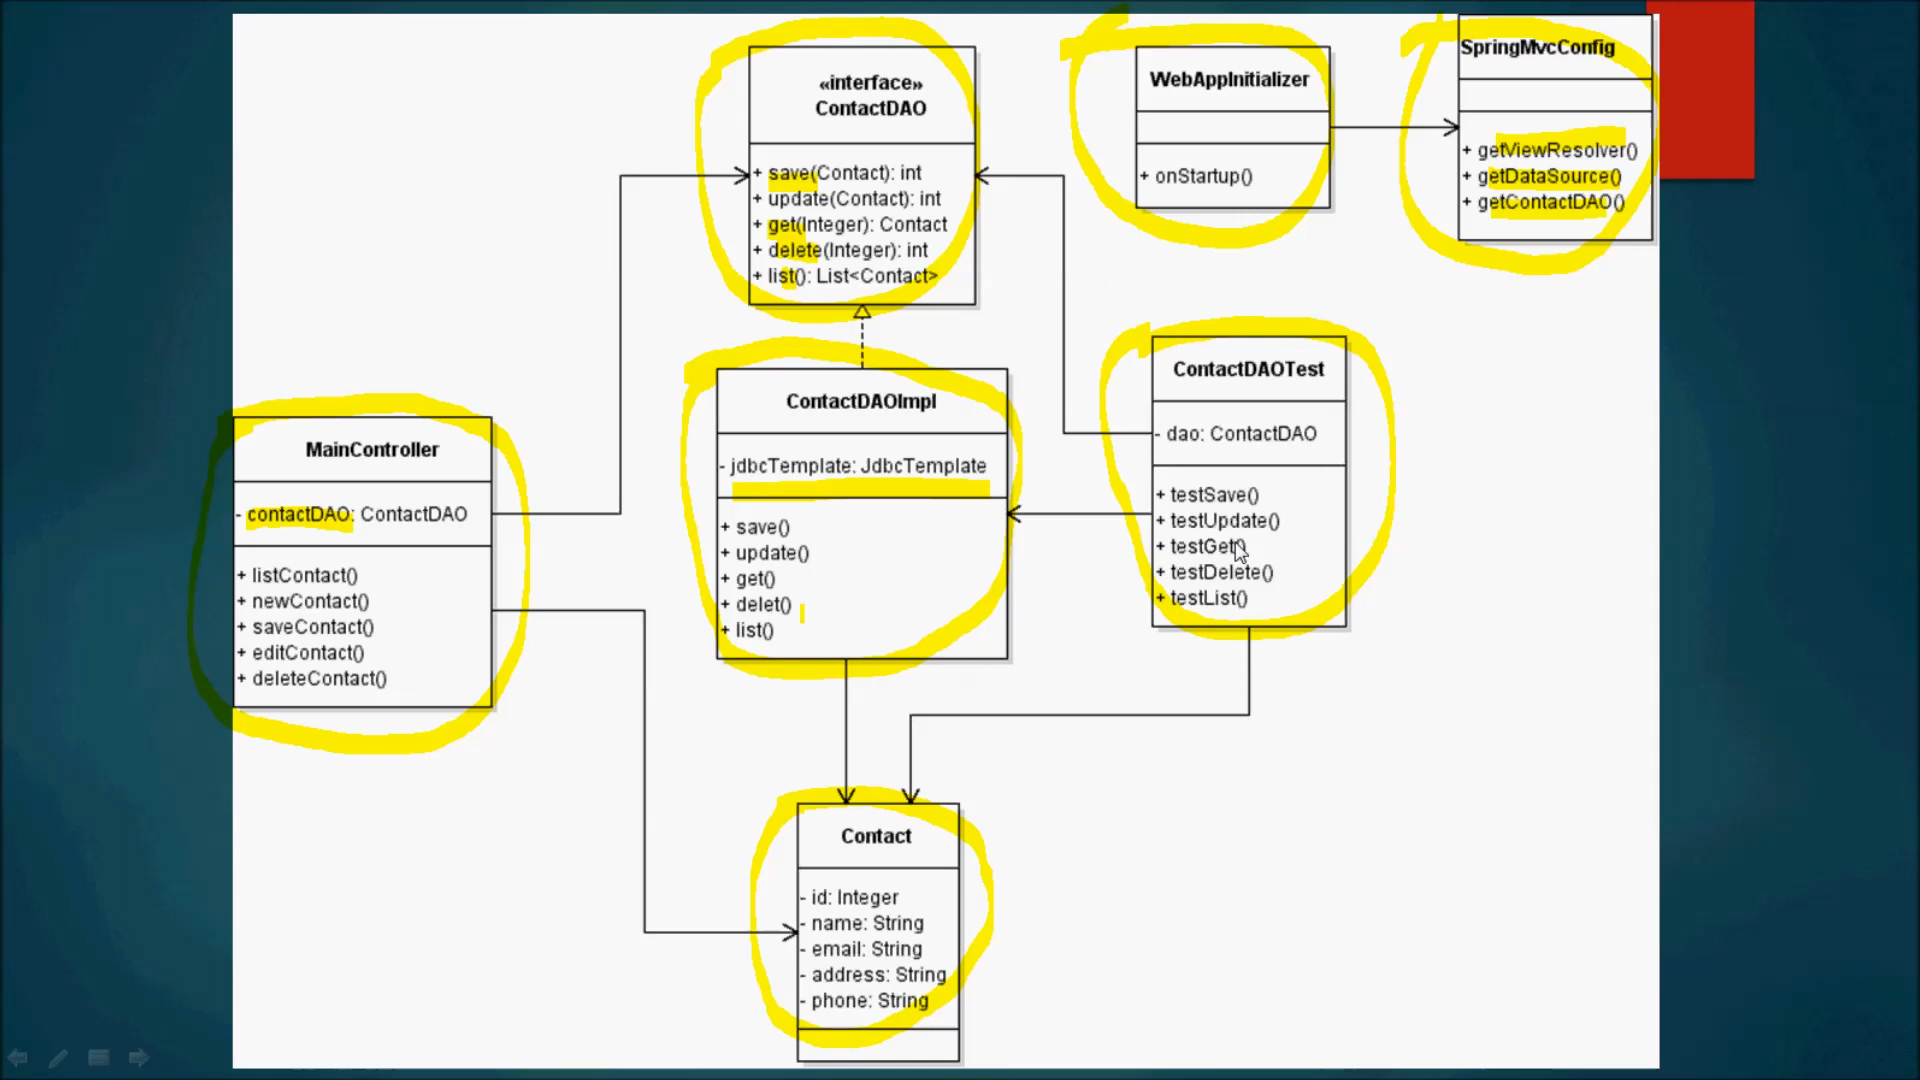 «interface»
ContactDAO
+ save(Contact): int
+ update(Contact): int
+ get(Integer): Contact
+ delete(Integer): int
+ list(): List<Contact>
WebAppInitializer
+ onStartup()
SpringMvcConfig
+ getViewResolver()
+ getDataSource()
+ getContactDAO()
MainController
- contactDAO: ContactDAO
+ listContact()
+ newContact()
+ saveContact()
+ editContact()
+ deleteContact()
ContactDAOImpl
- jdbcTemplate: JdbcTemplate
+ save()
+ update()
+ get()
+ delet()
+ list()
ContactDAOTest
- dao: ContactDAO
+ testSave()
+ testUpdate()
+ testGet()
+ testDelete()
+ testList()
Contact
- id: Integer
- name: String
- email: String
- address: String
- phone: String